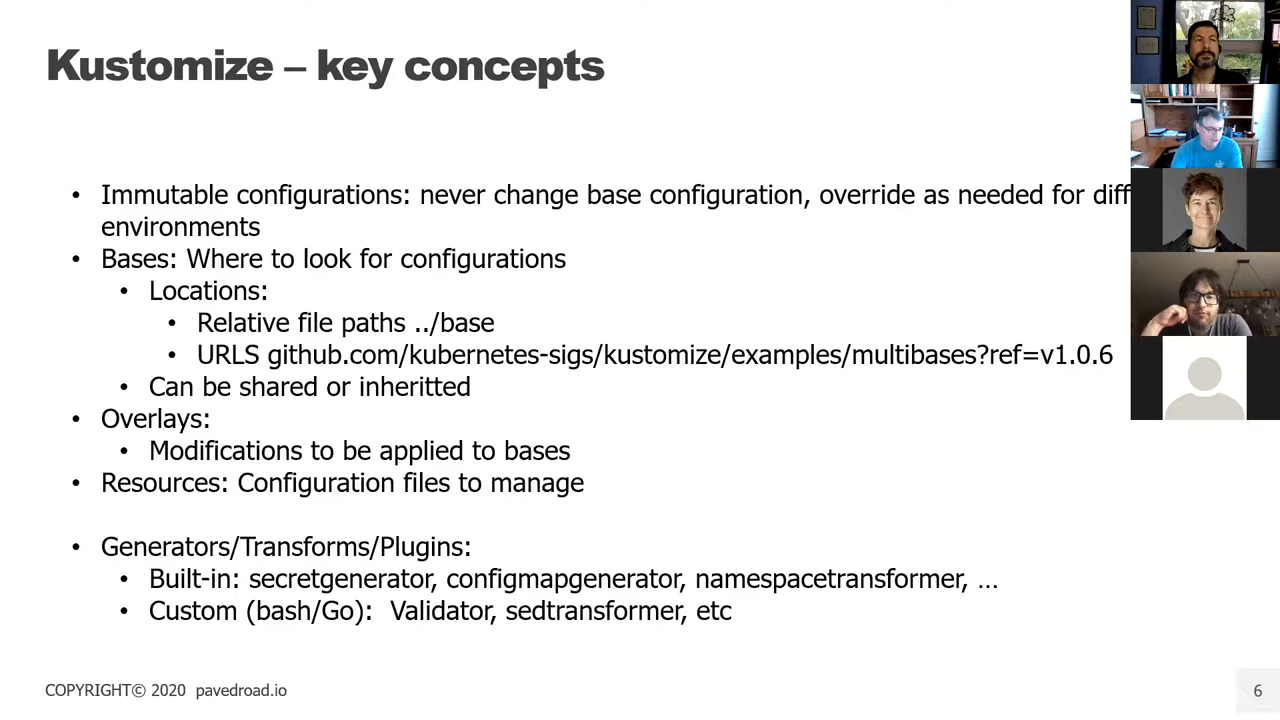 Kustomize – key concepts
• Immutable configurations: never change base configuration, override as needed for diff
environments
• Bases: Where to look for configurations
• Locations:
• Relative file paths ../base
• URLS github.com/kubernetes-sigs/kustomize/examples/multibases?ref=v1.0.6
• Can be shared or inheritted
• Overlays:
• Modifications to be applied to bases
• Resources: Configuration files to manage
• Generators/Transforms/Plugins:
• Built-in: secretgenerator, configmapgenerator, namespacetransformer, …
• Custom (bash/Go): Validator, sedtransformer, etc
COPYRIGHT© 2020 pavedroad.io
6